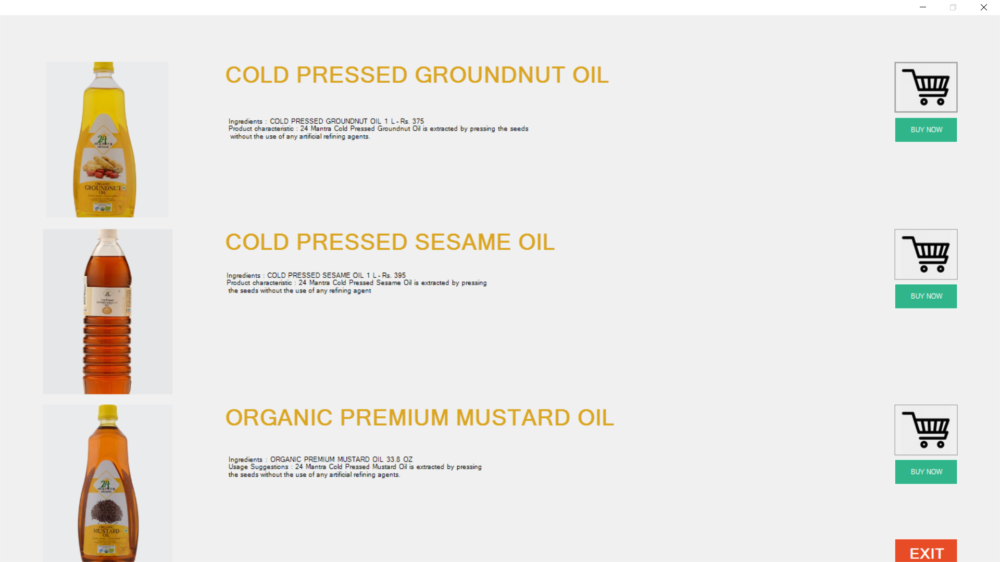 COLD PRESSED GROUNDNUT OIL
Ingredients : COLD PRESSED GROUNDNUT OIL 1 L - Rs. 375
Product characteristic : 24 Mantra Cold Pressed Groundnut Oil is extracted by pressing the seeds
without the use of any artificial refining agents.
BUY NOW
24
mantra
ORGANIC
ORGANIC
GROUNDNUT
OIL
COLD PRESSED SESAME OIL
Ingredients : COLD PRESSED SESAME OIL 1 L - Rs. 395
Product characteristic : 24 Mantra Cold Pressed Sesame Oil is extracted by pressing
the seeds without the use of any refining agent
BUY NOW
Cold Pressed
OIL
ORGANIC PREMIUM MUSTARD OIL
Ingredients : ORGANIC PREMIUM MUSTARD OIL 33.8 OZ
Usage Suggestions : 24 Mantra Cold Pressed Mustard Oil is extracted by pressing
the seeds without the use of any artificial refining agents.
BUY NOW
24
mantra
ORGANIC
ORGANIC
MUSTARD
OIL
EXIT